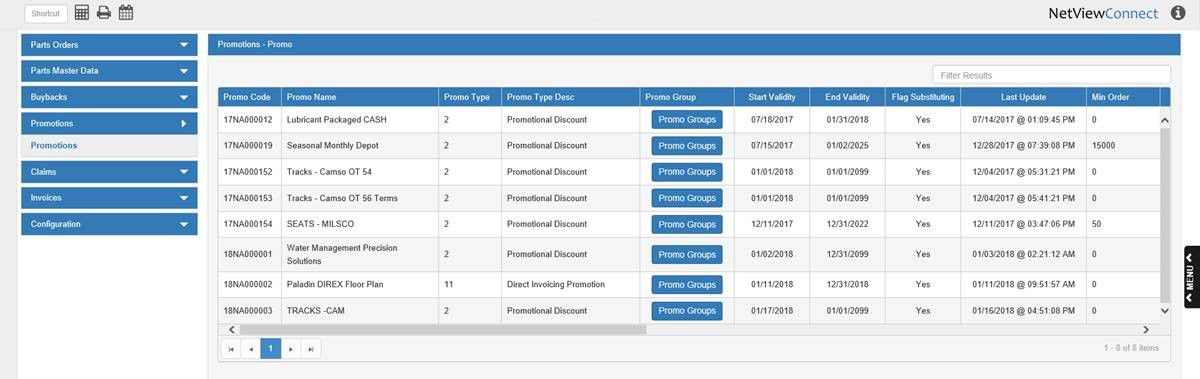 Shortcut
NetViewConnect
Parts Orders
Parts Master Data
Buybacks
Promotions
Promotions
Claims
Invoices
Configuration
Promotions - Promo
Filter Results
Promo Code Promo Name Promo Type Promo Type Desc Promo Group Start Validity End Validity Flag Substituting Last Update Min Order
17NA000012 Lubricant Packaged CASH 2 Promotional Discount Promo Groups 07/18/2017 01/31/2018 Yes 07/14/2017 @ 01:09:45 PM 0
17NA000019 Seasonal Monthly Depot 2 Promotional Discount Promo Groups 07/15/2017 01/02/2025 Yes 12/28/2017 @ 07:39:08 PM 15000
17NA000152 Tracks - Camso OT 54 2 Promotional Discount Promo Groups 01/01/2018 01/01/2099 Yes 12/04/2017 @ 05:31:21 PM 0
17NA000153 Tracks - Camso OT 56 Terms 2 Promotional Discount Promo Groups 01/01/2018 01/01/2099 Yes 12/04/2017 @ 05:41:21 PM 0
17NA000154 SEATS - MILSCO 2 Promotional Discount Promo Groups 12/11/2017 12/31/2022 Yes 12/11/2017 @ 03:47:06 PM 50
18NA000001 Water Management Precision Solutions 2 Promotional Discount Promo Groups 01/02/2018 12/31/2099 Yes 01/03/2018 @ 02:21:12 AM 0
18NA000002 Paladin DIREX Floor Plan 11 Direct Invoicing Promotion Promo Groups 01/11/2018 12/31/2018 Yes 01/11/2018 @ 09:51:57 AM 0
18NA000003 TRACKS -CAM 2 Promotional Discount Promo Groups 01/17/2018 01/01/2099 Yes 01/16/2018 @ 04:51:08 PM 0
1
1 - 8 of 8 items
MENU